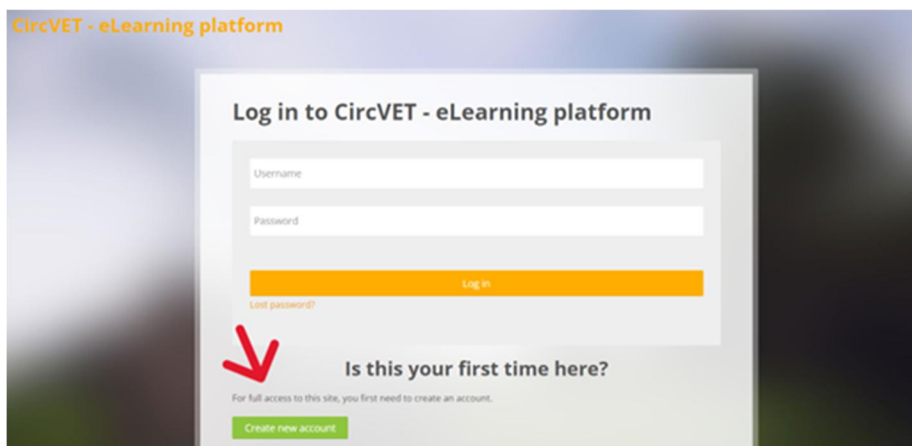 CircVET - eLearning platform
Log in to CircVET - eLearning platform
Username
Password
Log in
Lost password?
Is this your first time here?
For full access to this site, you first need to create an account.
Create new account